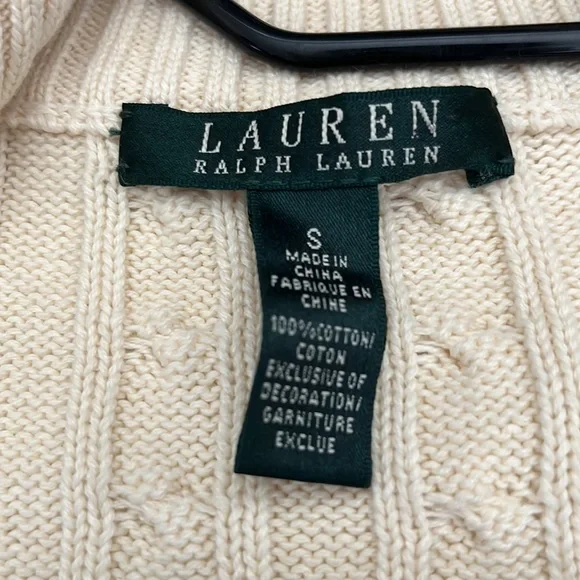 LAUREN
RALPH LAUREN
S
MADE IN
CHINA
FABRIQUE EN
CHINE
100%COTTON/
COTON
EXCLUSIVE OF
DECORATION/
GARNITURE
EXCLUE